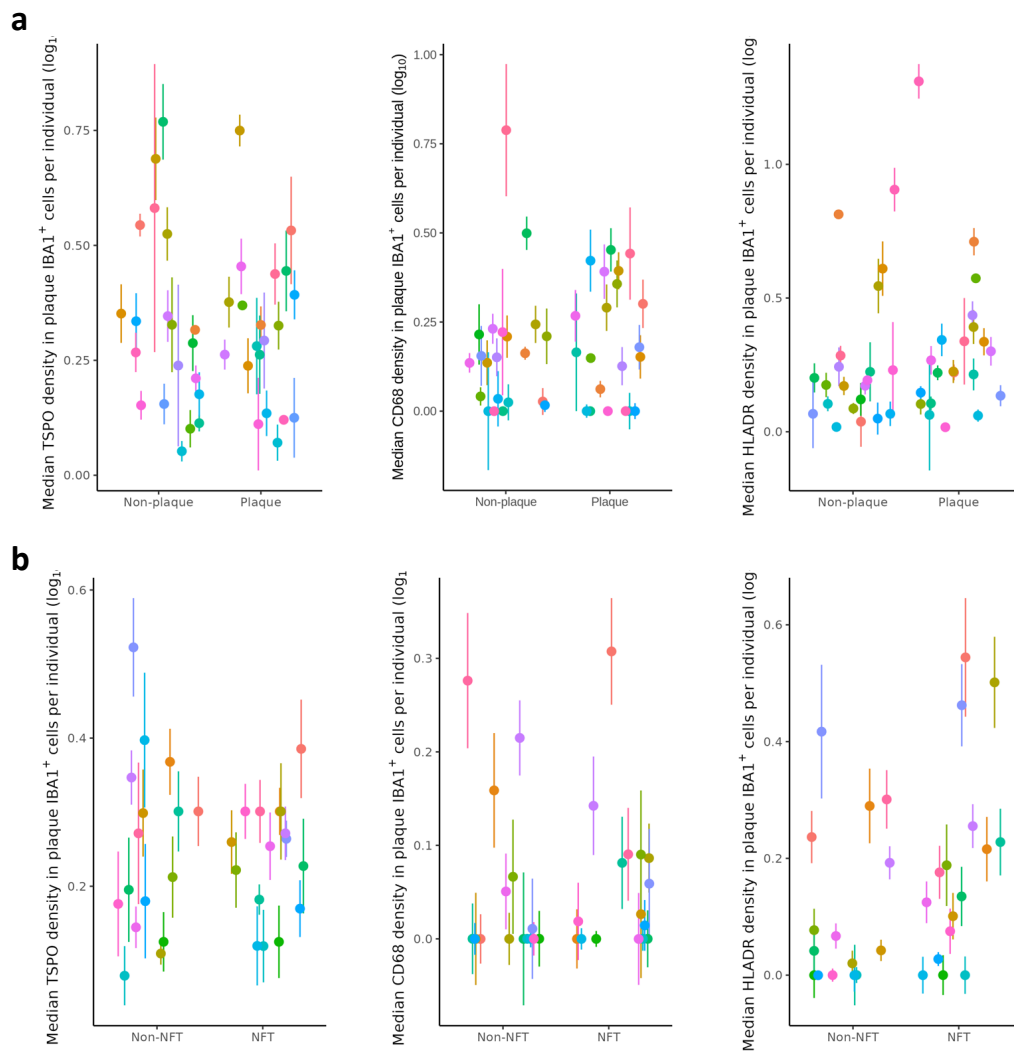 a
Median TSPO density in plaque IBA1⁺ cells per individual (log₁
0.75
0.50
0.25
0.00
Non-plaque Plaque
Median CD68 density in plaque IBA1⁺ cells per individual (log₁₀)
1.00
0.75
0.50
0.25
0.00
Non-plaque Plaque
Median HLADR density in plaque IBA1⁺ cells per individual (log
1.0
0.5
0.0
Non-plaque Plaque
b
Median TSPO density in plaque IBA1⁺ cells per individual (log₁
0.6
0.4
0.2
Non-NFT NFT
Median CD68 density in plaque IBA1⁺ cells per individual (log₁
0.3
0.2
0.1
0.0
Non-NFT NFT
Median HLADR density in plaque IBA1⁺ cells per individual (log
0.6
0.4
0.2
0.0
Non-NFT NFT